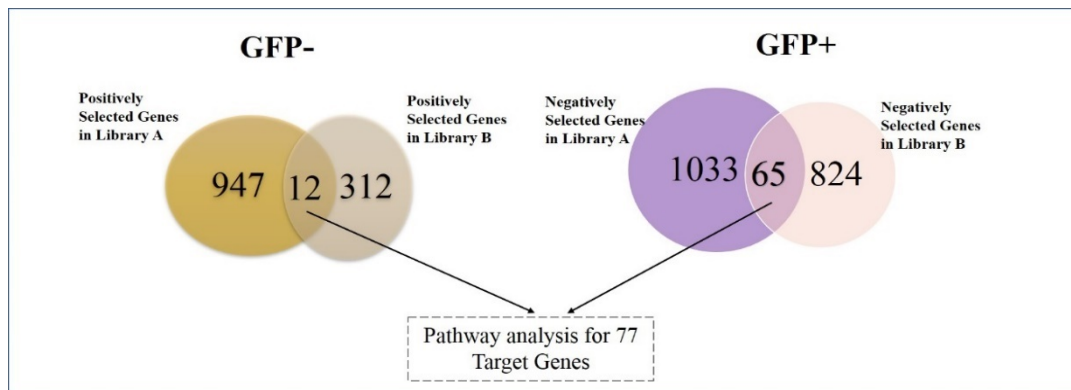 GFP-
Positively
Selected Genes
in Library A
Positively
Selected Genes
in Library B
947
12
312
GFP+
Negatively
Selected Genes
in Library A
Negatively
Selected Genes
in Library B
1033
65
824
Pathway analysis for 77
Target Genes